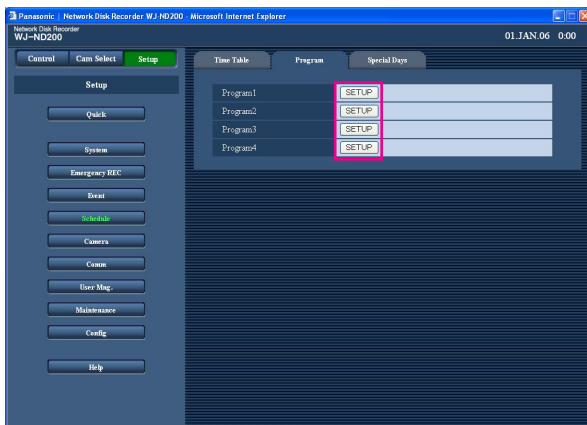 Panasonic | Network Disk Recorder WJ-ND200 - Microsoft Internet Explorer
Network Disk Recorder
WJ-ND200
01.JAN.06 0:00
Control Cam Select Setup
Time Table Program Special Days
Setup
Quick
System
Emergency REC
Event
Schedule
Camera
Comm
User Mng.
Maintenance
Config
Help
Program1 SETUP
Program2 SETUP
Program3 SETUP
Program4 SETUP